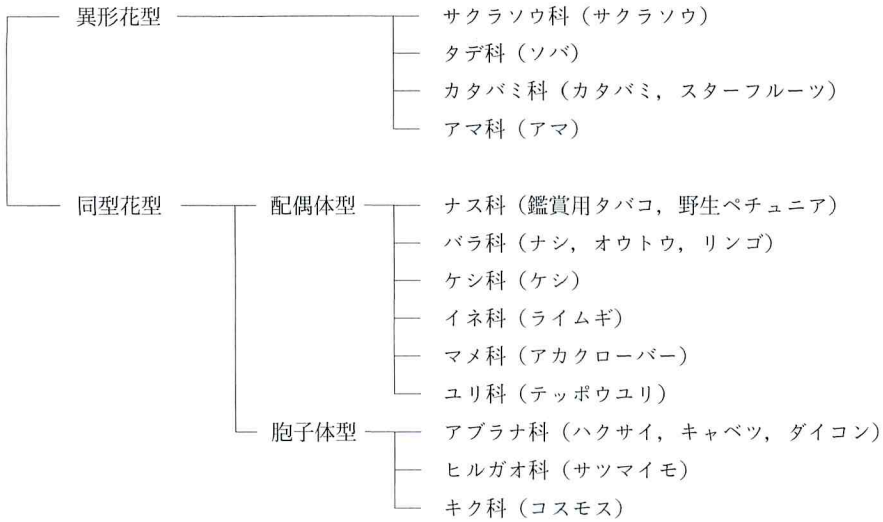 異形花型 サクラソウ科（サクラソウ）
タデ科（ソバ）
カタバミ科（カタバミ，スターフルーツ）
アマ科（アマ）
同型花型 配偶体型 ナス科（鑑賞用タバコ，野生ペチュニア）
バラ科（ナシ，オウトウ，リンゴ）
ケシ科（ケシ）
イネ科（ライムギ）
マメ科（アカクローバー）
ユリ科（テッポウユリ）
胞子体型 アブラナ科（ハクサイ，キャベツ，ダイコン）
ヒルガオ科（サツマイモ）
キク科（コスモス）